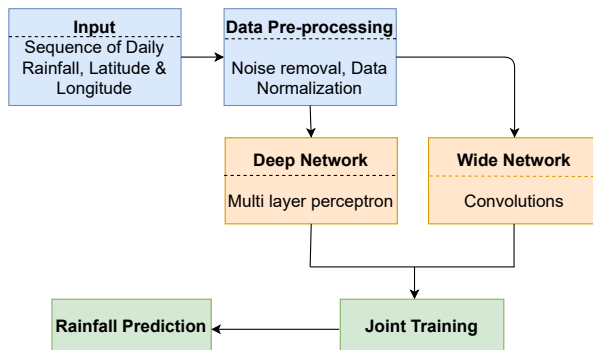 Input
Sequence of Daily
Rainfall, Latitude &
Longitude
Data Pre-processing
Noise removal, Data
Normalization
Deep Network
Multi layer perceptron
Wide Network
Convolutions
Rainfall Prediction
Joint Training